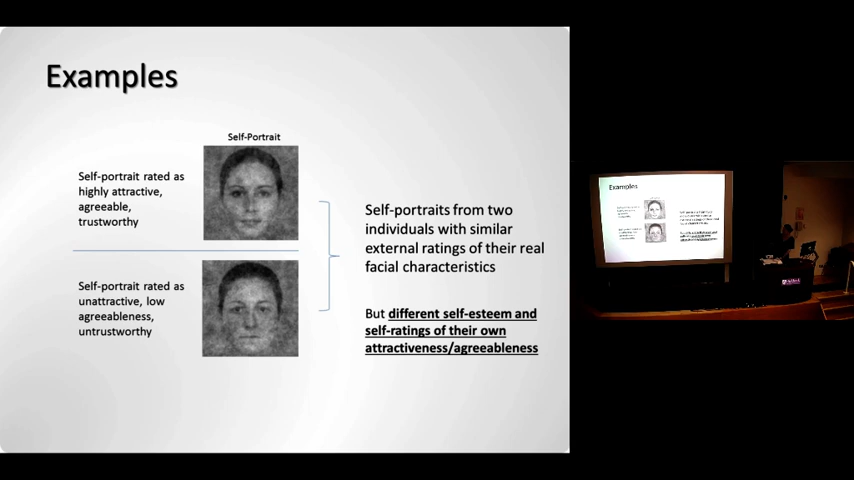 Examples
Self-Portrait
Self-portrait rated as
highly attractive,
agreeable,
trustworthy
Self-portrait rated as
unattractive, low
agreeableness,
untrustworthy
Self-portraits from two
individuals with similar
external ratings of their real
facial characteristics
But different self-esteem and
self-ratings of their own
attractiveness/agreeableness
Examples